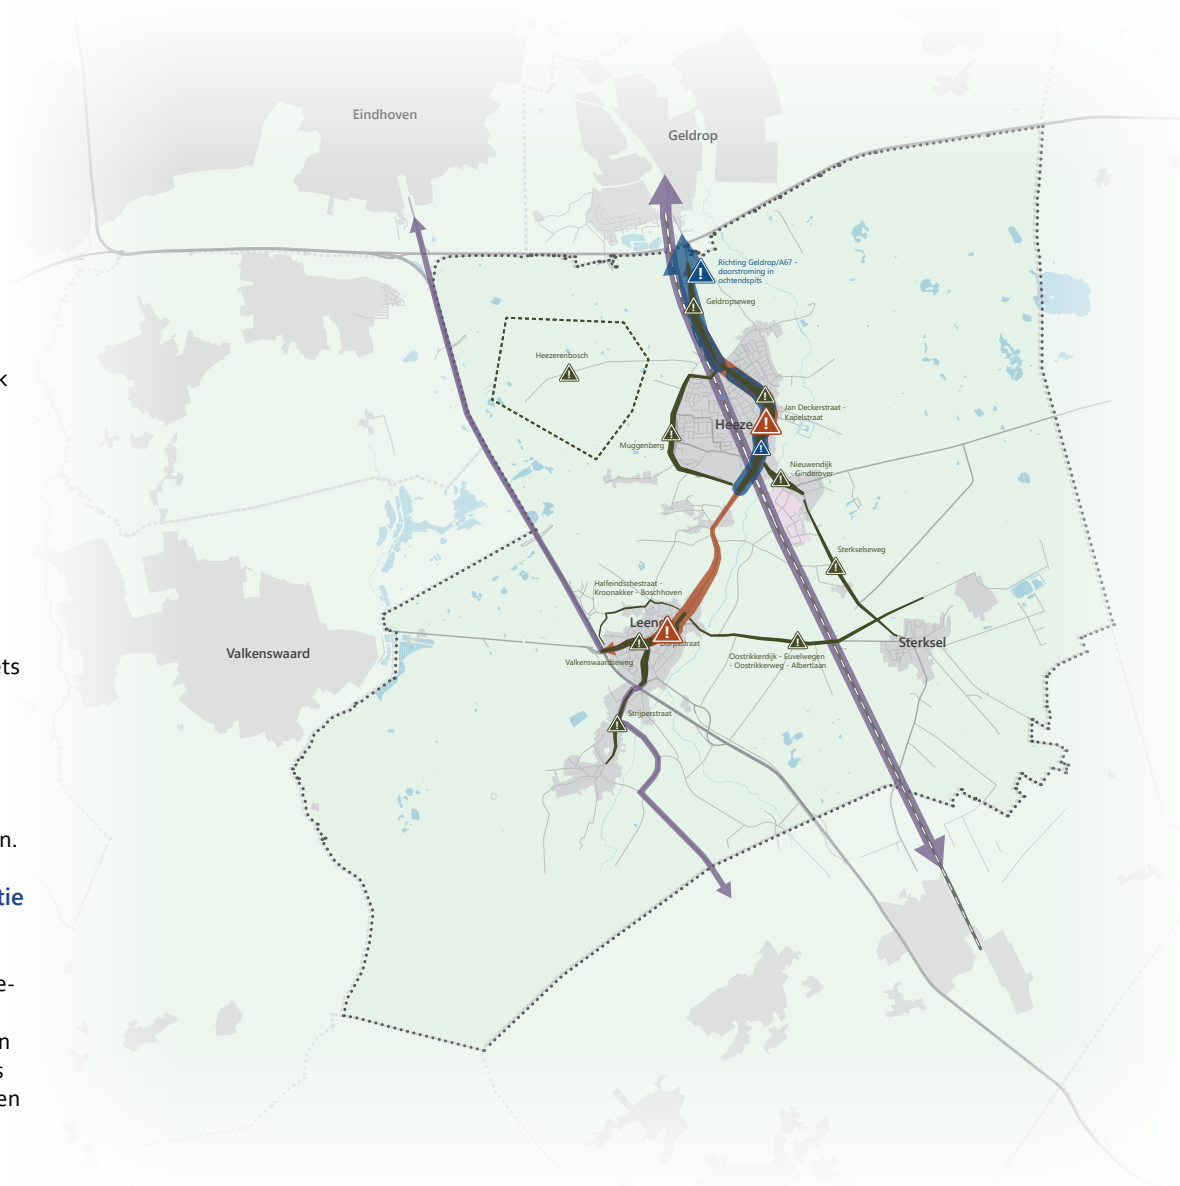 Eindhoven
Geldrop
Richting Geldrop/A67 -
doorstroming in
ochtendspits
Geldropseweg
Heezerenbosch
k
Jan Deckerstraat -
Kapelstraat
Heeze
Muggenberg
Nieuwendijk
- Ginderover
Sterkselseweg
Halfeindschestraat -
Kroonakker - Boschhoven
Leende
Dorpsstraat
Sterksel
Valkenswaard
Oostrikkerdijk - Euvelwegen
- Oostrikkerweg - Albertlaan
Valkenswaardseweg
ets
Strijperstraat
n.
tie
e-
n
s
en